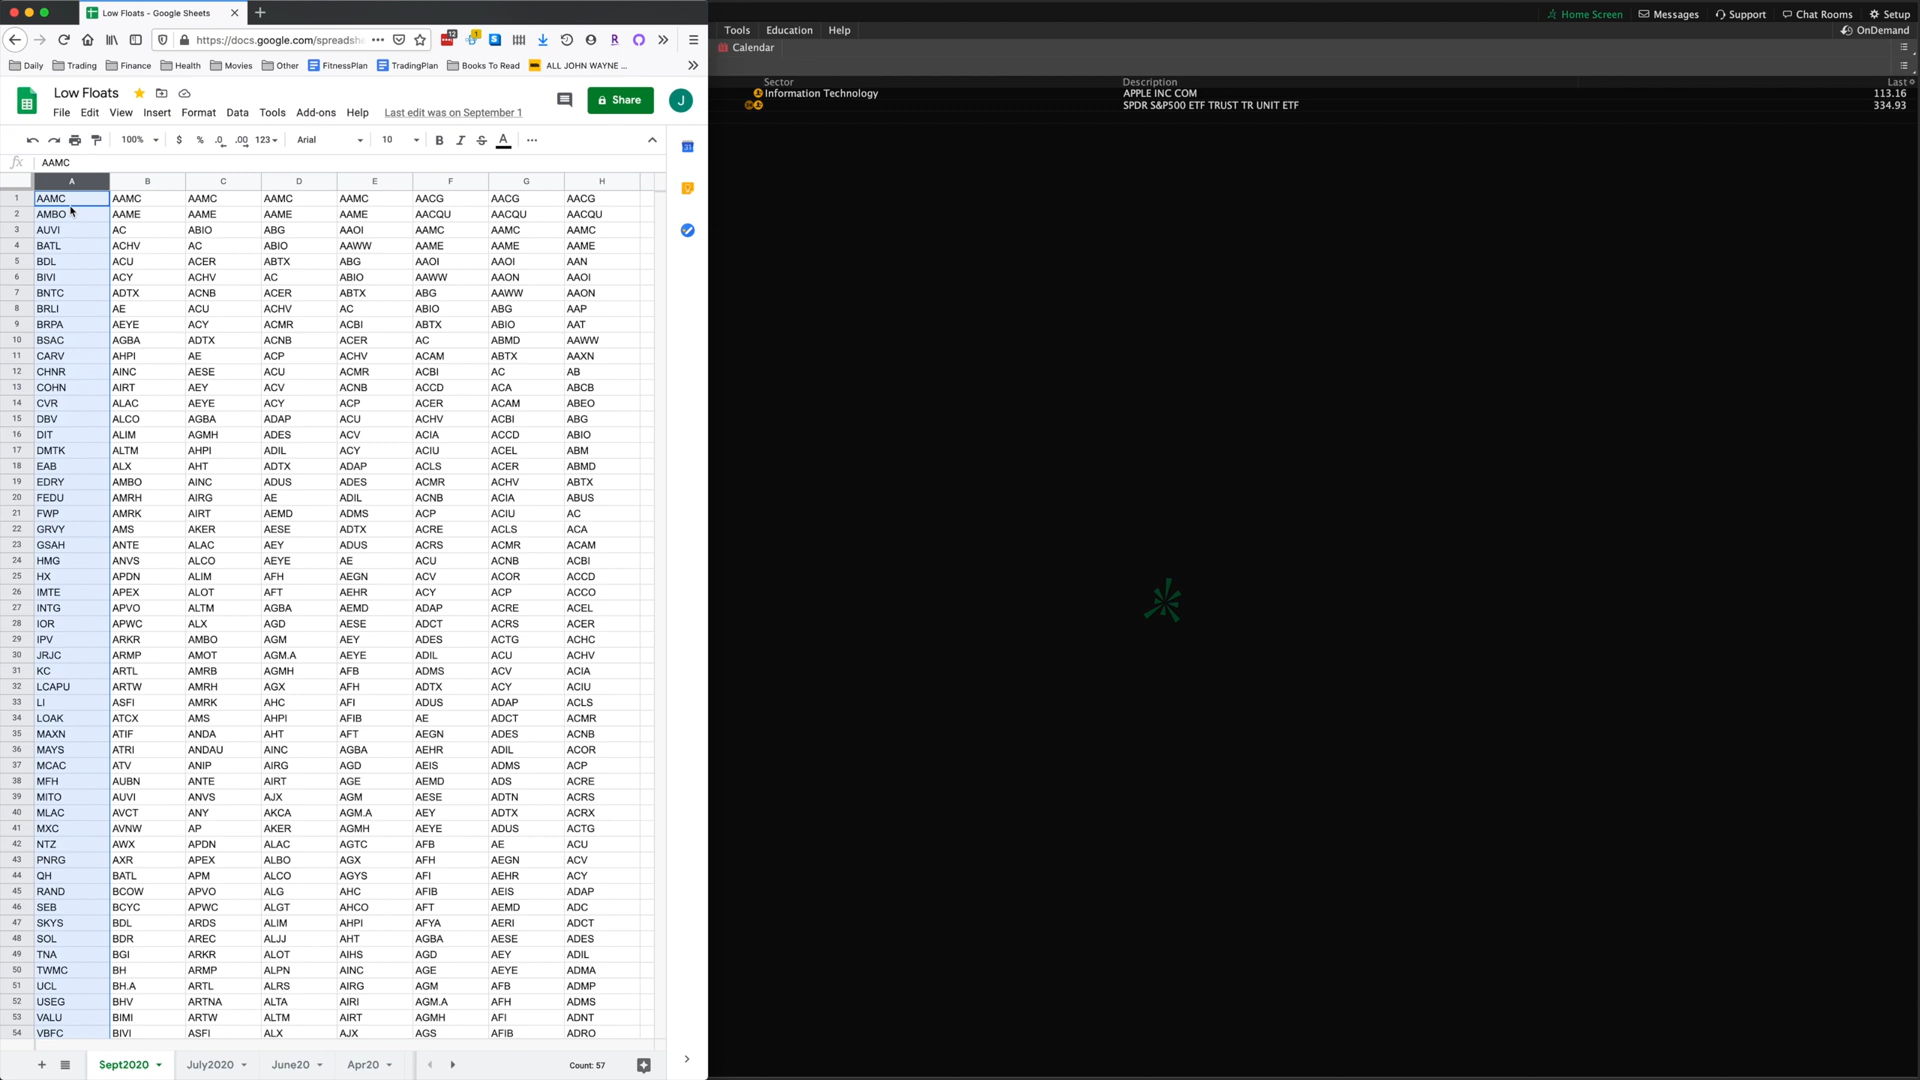 Low Floats - Google Sheets
https://docs.google.com/spreadshe
12
1
Daily Trading Finance Health Movies Other FitnessPlan TradingPlan Books To Read ALL JOHN WAYNE ...
Low Floats
File Edit View Insert Format Data Tools Add-ons Help Last edit was on September 1
Share
J
100% $ % .0 .00 123 Arial 10 B I S A
fx AAMC
A B C D E F G H
1 AAMC AAMC AAMC AAMC AAMC AACG AACG AACG
2 AMBO AAME AAME AAME AAME AACQU AACQU AACQU
3 AUVI AC ABIO ABG AAOI AAMC AAMC AAMC
4 BATL ACHV AC ABIO AAWW AAME AAME AAME
5 BDL ACU ACER ABTX ABG AAOI AAOI AAN
6 BIVI ACY ACHV AC ABIO AAWW AAON AAOI
7 BNTC ADTX ACNB ACER ABTX ABG AAWW AAON
8 BRLI AE ACU ACHV AC ABIO ABG AAP
9 BRPA AEYE ACY ACMR ACBI ABTX ABIO AAT
10 BSAC AGBA ADTX ACNB ACER AC ABMD AAWW
11 CARV AHPI AE ACP ACHV ACAM ABTX AAXN
12 CHNR AINC AESE ACU ACMR ACBI AC AB
13 COHN AIRT AEY ACV ACNB ACCD ACA ABCB
14 CVR ALAC AEYE ACY ACP ACER ACAM ABEO
15 DBV ALCO AGBA ADAP ACU ACHV ACBI ABG
16 DIT ALIM AGMH ADES ACV ACIA ACCD ABIO
17 DMTK ALTM AHPI ADIL ACY ACIU ACEL ABM
18 EAB ALX AHT ADTX ADAP ACLS ACER ABMD
19 EDRY AMBO AINC ADUS ADES ACMR ACHV ABTX
20 FEDU AMRH AIRG AE ADIL ACNB ACIA ABUS
21 FWP AMRK AIRT AEMD ADMS ACP ACIU AC
22 GRVY AMS AKER AESE ADTX ACRE ACLS ACA
23 GSAH ANTE ALAC AEY ADUS ACRS ACMR ACAM
24 HMG ANVS ALCO AEYE AE ACU ACNB ACBI
25 HX APDN ALIM AFH AEGN ACV ACOR ACCD
26 IMTE APEX ALOT AFT AEHR ACY ACP ACCO
27 INTG APVO ALTM AGBA AEMD ADAP ACRE ACEL
28 IOR APWC ALX AGD AESE ADCT ACRS ACER
29 IPV ARKR AMBO AGM AEY ADES ACTG ACHC
30 JRJC ARMP AMOT AGM.A AEYE ADIL ACU ACHV
31 KC ARTL AMRB AGMH AFB ADMS ACV ACIA
32 LCAPU ARTW AMRH AGX AFH ADTX ACY ACIU
33 LI ASFI AMRK AHC AFI ADUS ADAP ACLS
34 LOAK ATCX AMS AHPI AFIB AE ADCT ACMR
35 MAXN ATIF ANDA AHT AFT AEGN ADES ACNB
36 MAYS ATRI ANDAU AINC AGBA AEHR ADIL ACOR
37 MCAC ATV ANIP AIRG AGD AEIS ADMS ACP
38 MFH AUBN ANTE AIRT AGE AEMD ADS ACRE
39 MITO AUVI ANVS AJX AGM AESE ADTN ACRS
40 MLAC AVCT ANY AKCA AGM.A AEY ADTX ACRX
41 MXC AVNW AP AKER AGMH AEYE ADUS ACTG
42 NTZ AWX APDN ALAC AGTC AFB AE ACU
43 PNRG AXR APEX ALBO AGX AFH AEGN ACV
44 QH BATL APM ALCO AGYS AFI AEHR ACY
45 RAND BCOW APVO ALG AHC AFIB AEIS ADAP
46 SEB BCYC APWC ALGT AHCO AFT AEMD ADC
47 SKYS BDL ARDS ALIM AHPI AFYA AERI ADCT
48 SOL BDR AREC ALJJ AHT AGBA AESE ADES
49 TNA BGI ARKR ALOT AIHS AGD AEY ADIL
50 TWMC BH ARMP ALPN AINC AGE AEYE ADMA
51 UCL BH.A ARTL ALRS AIRG AGM AFB ADMP
52 USEG BHV ARTNA ALTA AIRI AGM.A AFH ADMS
53 VALU BIMI ARTW ALTM AIRT AGMH AFI ADNT
54 VBFC BIVI ASFI ALX AJX AGS AFIB ADRO
Sept2020 July2020 June20 Apr20 Count: 57
Home Screen Messages Support Chat Rooms Setup
Tools Education Help OnDemand
Calendar
Sector Description Last
Information Technology APPLE INC COM 113.16
SPDR S&P500 ETF TRUST TR UNIT ETF 334.93